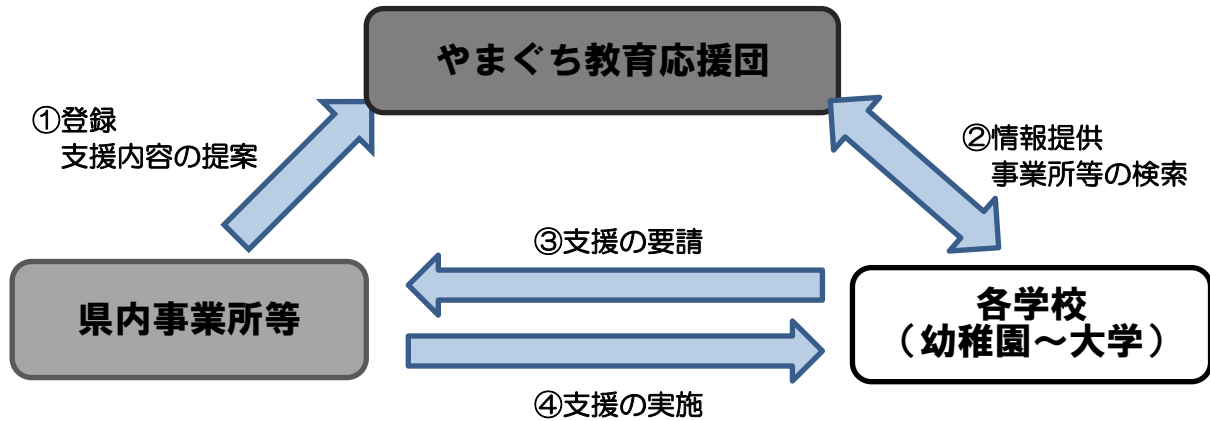 やまぐち教育応援団
①登録
支援内容の提案
②情報提供
事業所等の検索
③支援の要請
県内事業所等
各学校
（幼稚園～大学）
④支援の実施